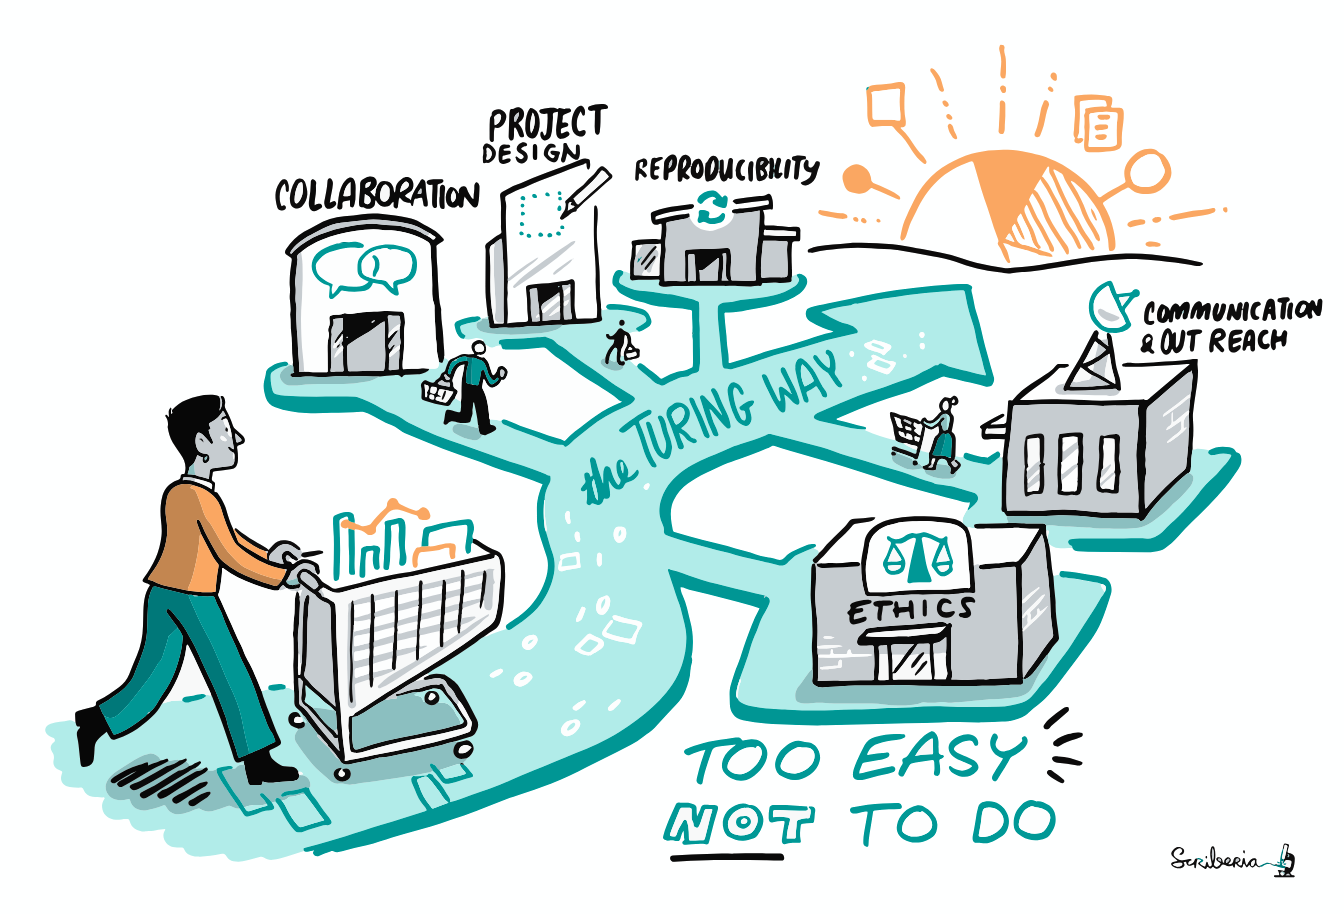 PROJECT
DESIGN
COLLABORATION
REPRODUCIBILITY
COMMUNICATION
& OUT REACH
the TURING WAY
ETHICS
TOO EASY
NOT TO DO
Scriberia